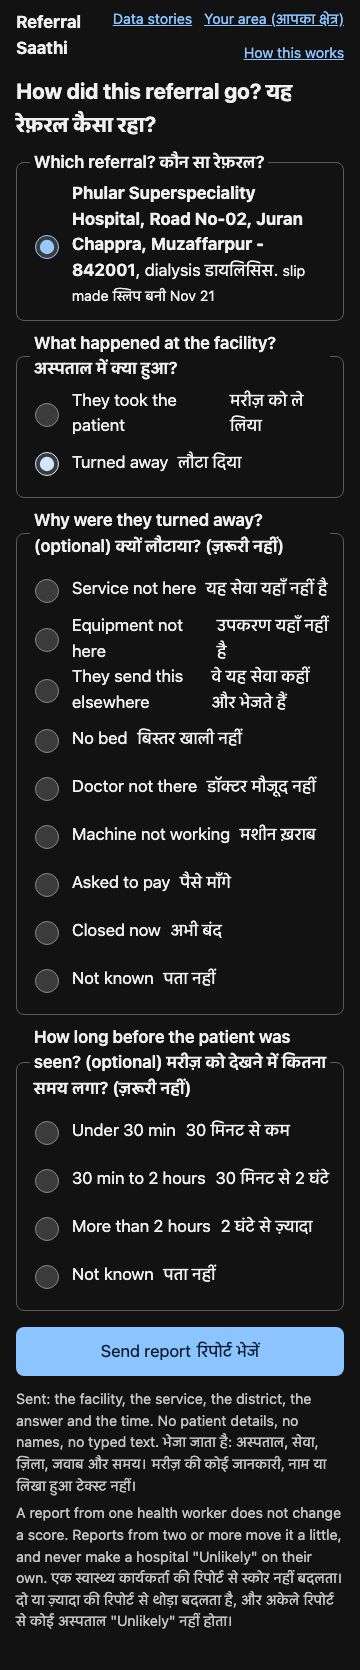 Referral Saathi
Data stories
Your area (आपका क्षेत्र)
How this works
How did this referral go? यह
रेफ़रल कैसा रहा?
Which referral? कौन सा रेफ़रल?
Phular Superspeciality
Hospital, Road No-02, Juran
Chappra, Muzaffarpur -
842001, dialysis डायलिसिस. slip
made स्लिप बनी Nov 21
What happened at the facility?
अस्पताल में क्या हुआ?
They took the patient मरीज़ को ले लिया
Turned away लौटा दिया
Why were they turned away?
(optional) क्यों लौटाया? (ज़रूरी नहीं)
Service not here यह सेवा यहाँ नहीं है
Equipment not here उपकरण यहाँ नहीं है
They send this elsewhere वे यह सेवा कहीं और भेजते हैं
No bed बिस्तर खाली नहीं
Doctor not there डॉक्टर मौजूद नहीं
Machine not working मशीन ख़राब
Asked to pay पैसे माँगे
Closed now अभी बंद
Not known पता नहीं
How long before the patient was
seen? (optional) मरीज़ को देखने में कितना
समय लगा? (ज़रूरी नहीं)
Under 30 min 30 मिनट से कम
30 min to 2 hours 30 मिनट से 2 घंटे
More than 2 hours 2 घंटे से ज़्यादा
Not known पता नहीं
Send report रिपोर्ट भेजें
Sent: the facility, the service, the district, the
answer and the time. No patient details, no
names, no typed text. भेजा जाता है: अस्पताल, सेवा,
ज़िला, जवाब और समय। मरीज़ की कोई जानकारी, नाम या
लिखा हुआ टेक्स्ट नहीं।
A report from one health worker does not change
a score. Reports from two or more move it a little,
and never make a hospital "Unlikely" on their
own. एक स्वास्थ्य कार्यकर्ता की रिपोर्ट से स्कोर नहीं बदलता।
दो या ज़्यादा की रिपोर्ट से थोड़ा बदलता है, और अकेले रिपोर्ट
से कोई अस्पताल "Unlikely" नहीं होता।